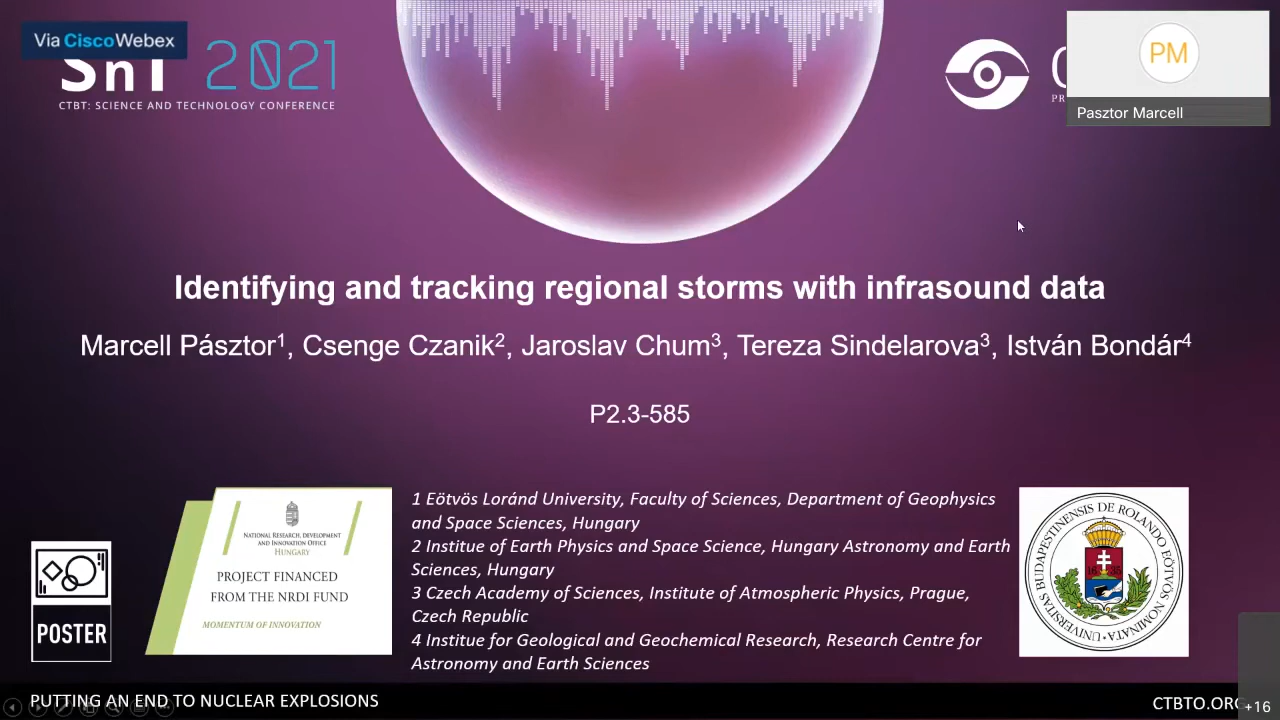 Via CiscoWebex
SnT 2021
CTBT: SCIENCE AND TECHNOLOGY CONFERENCE
PM
Pasztor Marcell
Identifying and tracking regional storms with infrasound data
Marcell Pásztor1, Csenge Czanik2, Jaroslav Chum3, Tereza Sindelarova3, István Bondár4
P2.3-585
1 Eötvös Loránd University, Faculty of Sciences, Department of Geophysics
and Space Sciences, Hungary
2 Institue of Earth Physics and Space Science, Hungary Astronomy and Earth
Sciences, Hungary
3 Czech Academy of Sciences, Institute of Atmospheric Physics, Prague,
Czech Republic
4 Institue for Geological and Geochemical Research, Research Centre for
Astronomy and Earth Sciences
NATIONAL RESEARCH, DEVELOPMENT
AND INNOVATION OFFICE
HUNGARY
PROJECT FINANCED
FROM THE NRDI FUND
MOMENTUM OF INNOVATION
POSTER
UNIVERSITAS BUDAPESTINENSIS DE ROLANDO EÖTVÖS NOMINATA
16 35
PUTTING AN END TO NUCLEAR EXPLOSIONS
CTBTO.ORG
+16